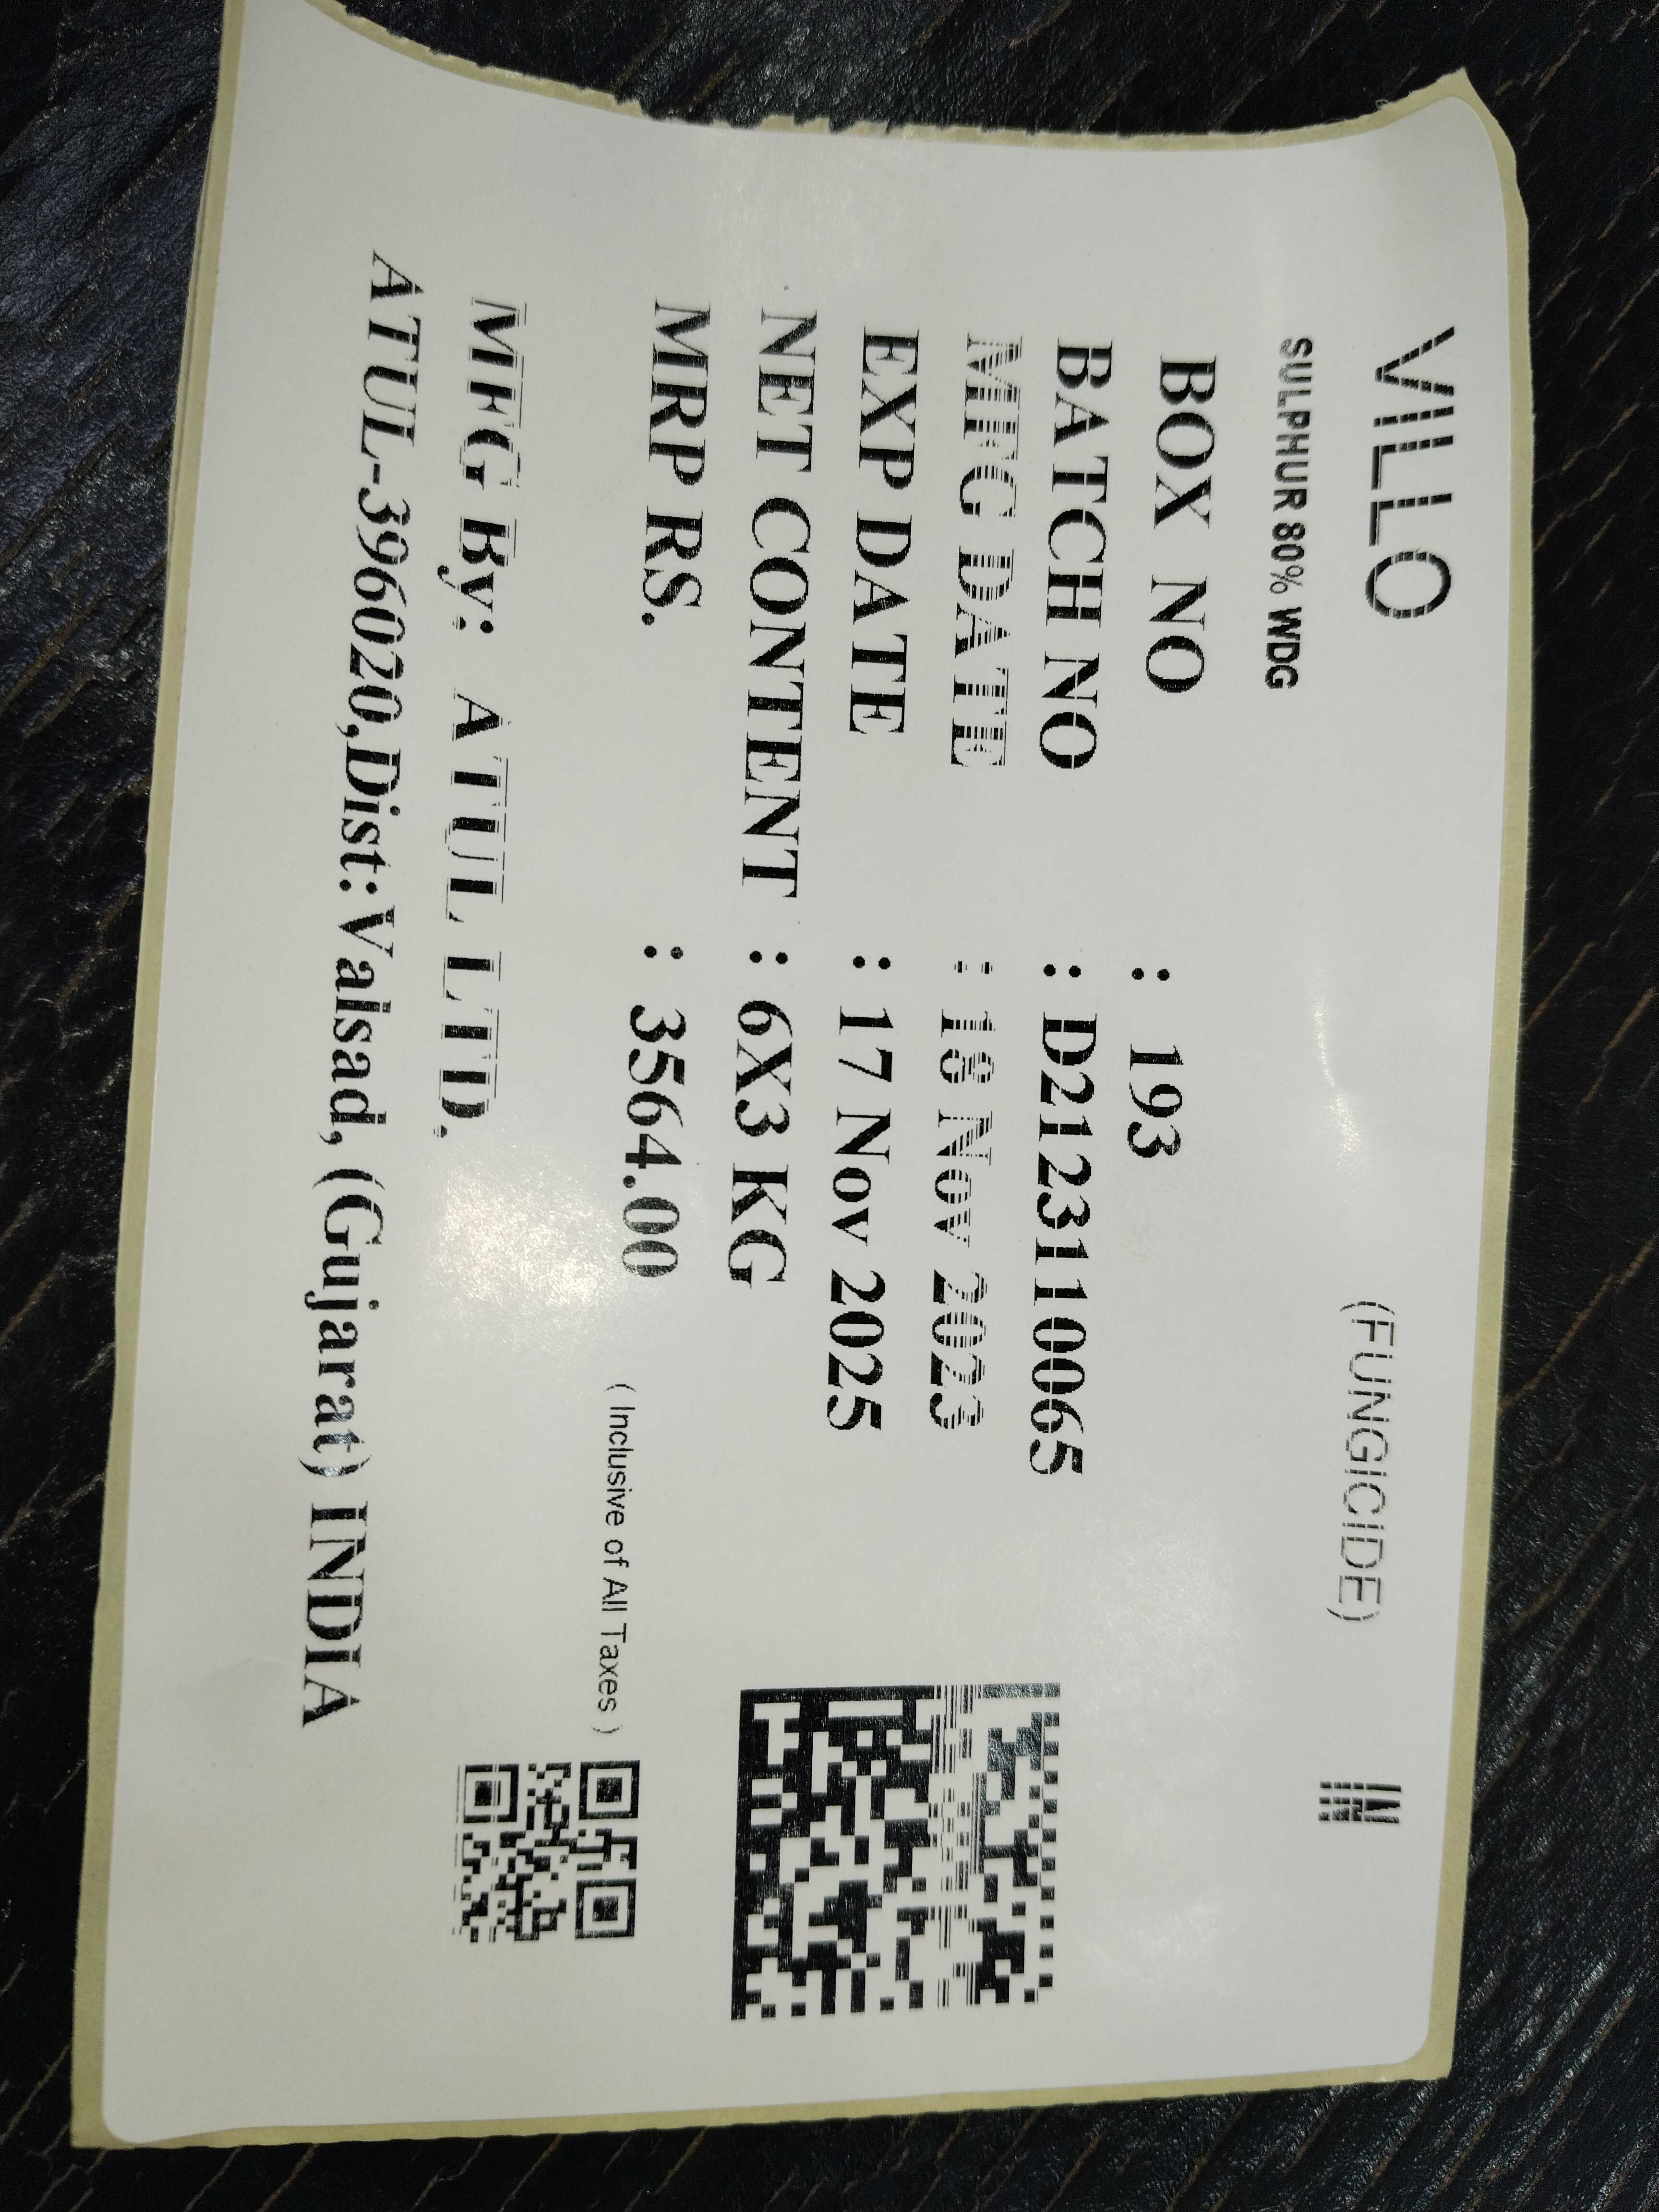 VILLO (FUNGICIDE) IN
SULPHUR 80% WDG
BOX NO : 193
BATCH NO : D2123110065
MFG DATE : 18 Nov 2023
EXP DATE : 17 Nov 2025
NET CONTENT : 6X3 KG
MRP RS. : 3564.00 ( Inclusive of All Taxes )
MFG By: ATUL LTD.
ATUL-396020,Dist:Valsad, (Gujarat) INDIA